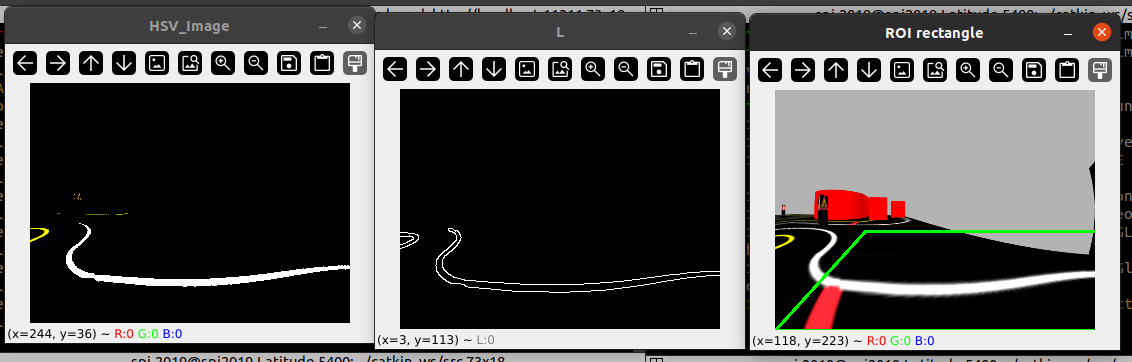 HSV_Image
L
ROI rectangle
(x=244, y=36) ~ R:0 G:0 B:0
(x=3, y=113) ~ L:0
(x=118, y=223) ~ R:0 G:0 B:0